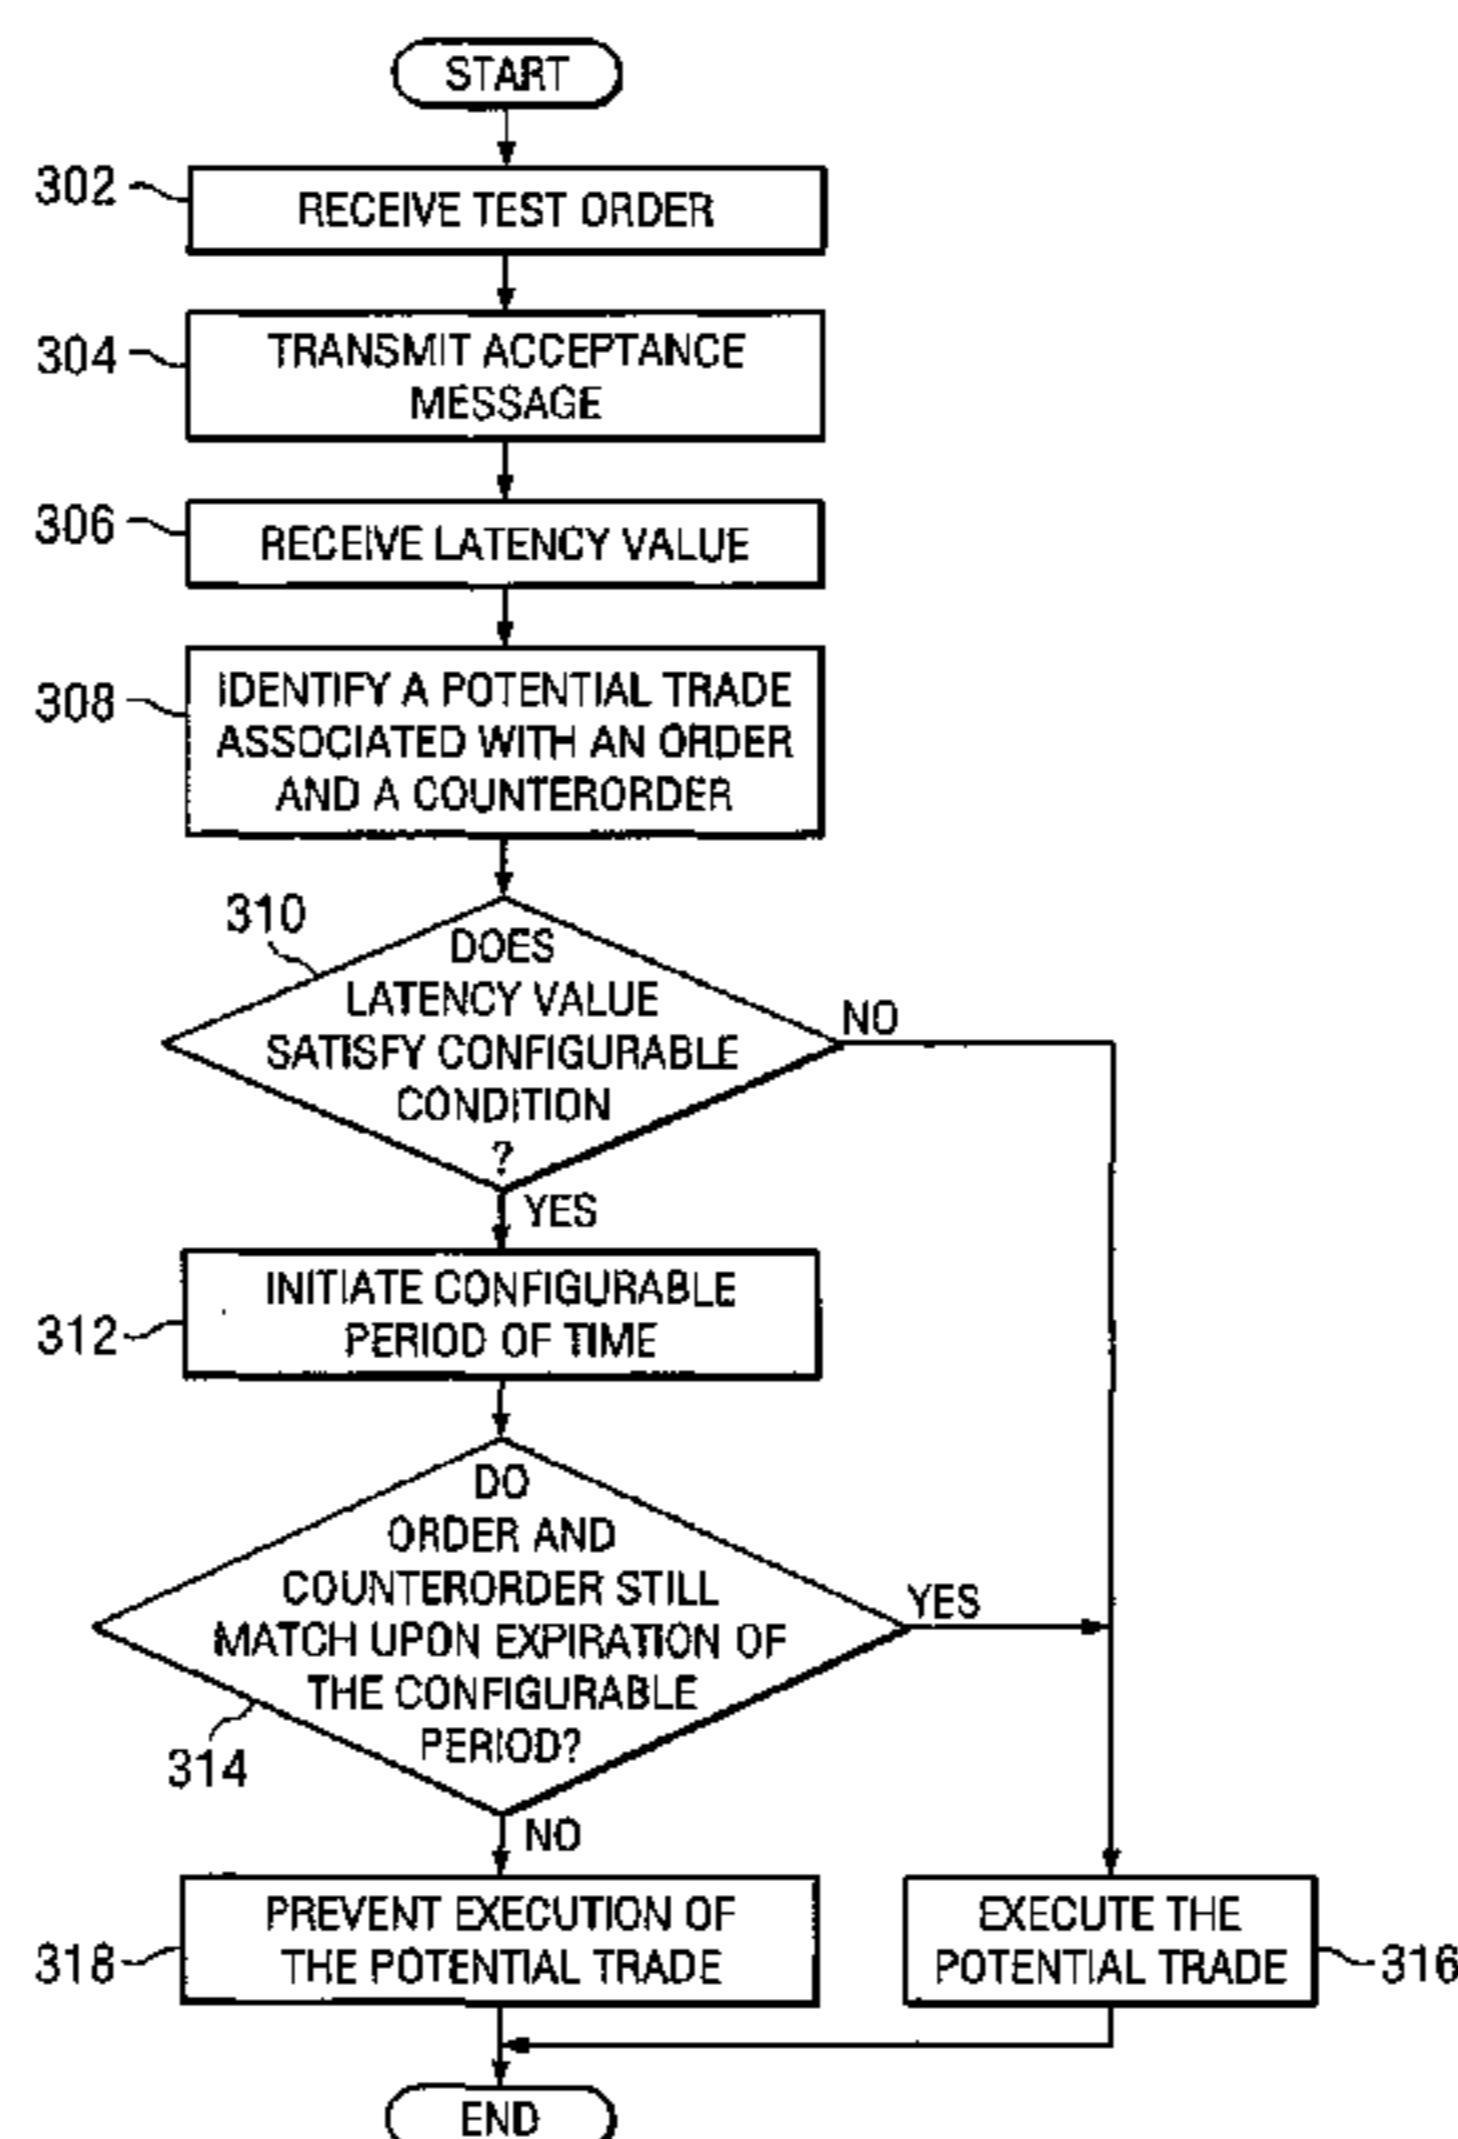 START
302
RECEIVE TEST ORDER
304
TRANSMIT ACCEPTANCE
MESSAGE
306
RECEIVE LATENCY VALUE
308
IDENTIFY A POTENTIAL TRADE
ASSOCIATED WITH AN ORDER
AND A COUNTERORDER
310
DOES
LATENCY VALUE
SATISFY CONFIGURABLE
CONDITION
?
NO
YES
312
INITIATE CONFIGURABLE
PERIOD OF TIME
DO
ORDER AND
COUNTERORDER STILL
MATCH UPON EXPIRATION OF
THE CONFIGURABLE
PERIOD?
YES
314
NO
318
PREVENT EXECUTION OF
THE POTENTIAL TRADE
EXECUTE THE
POTENTIAL TRADE
316
END